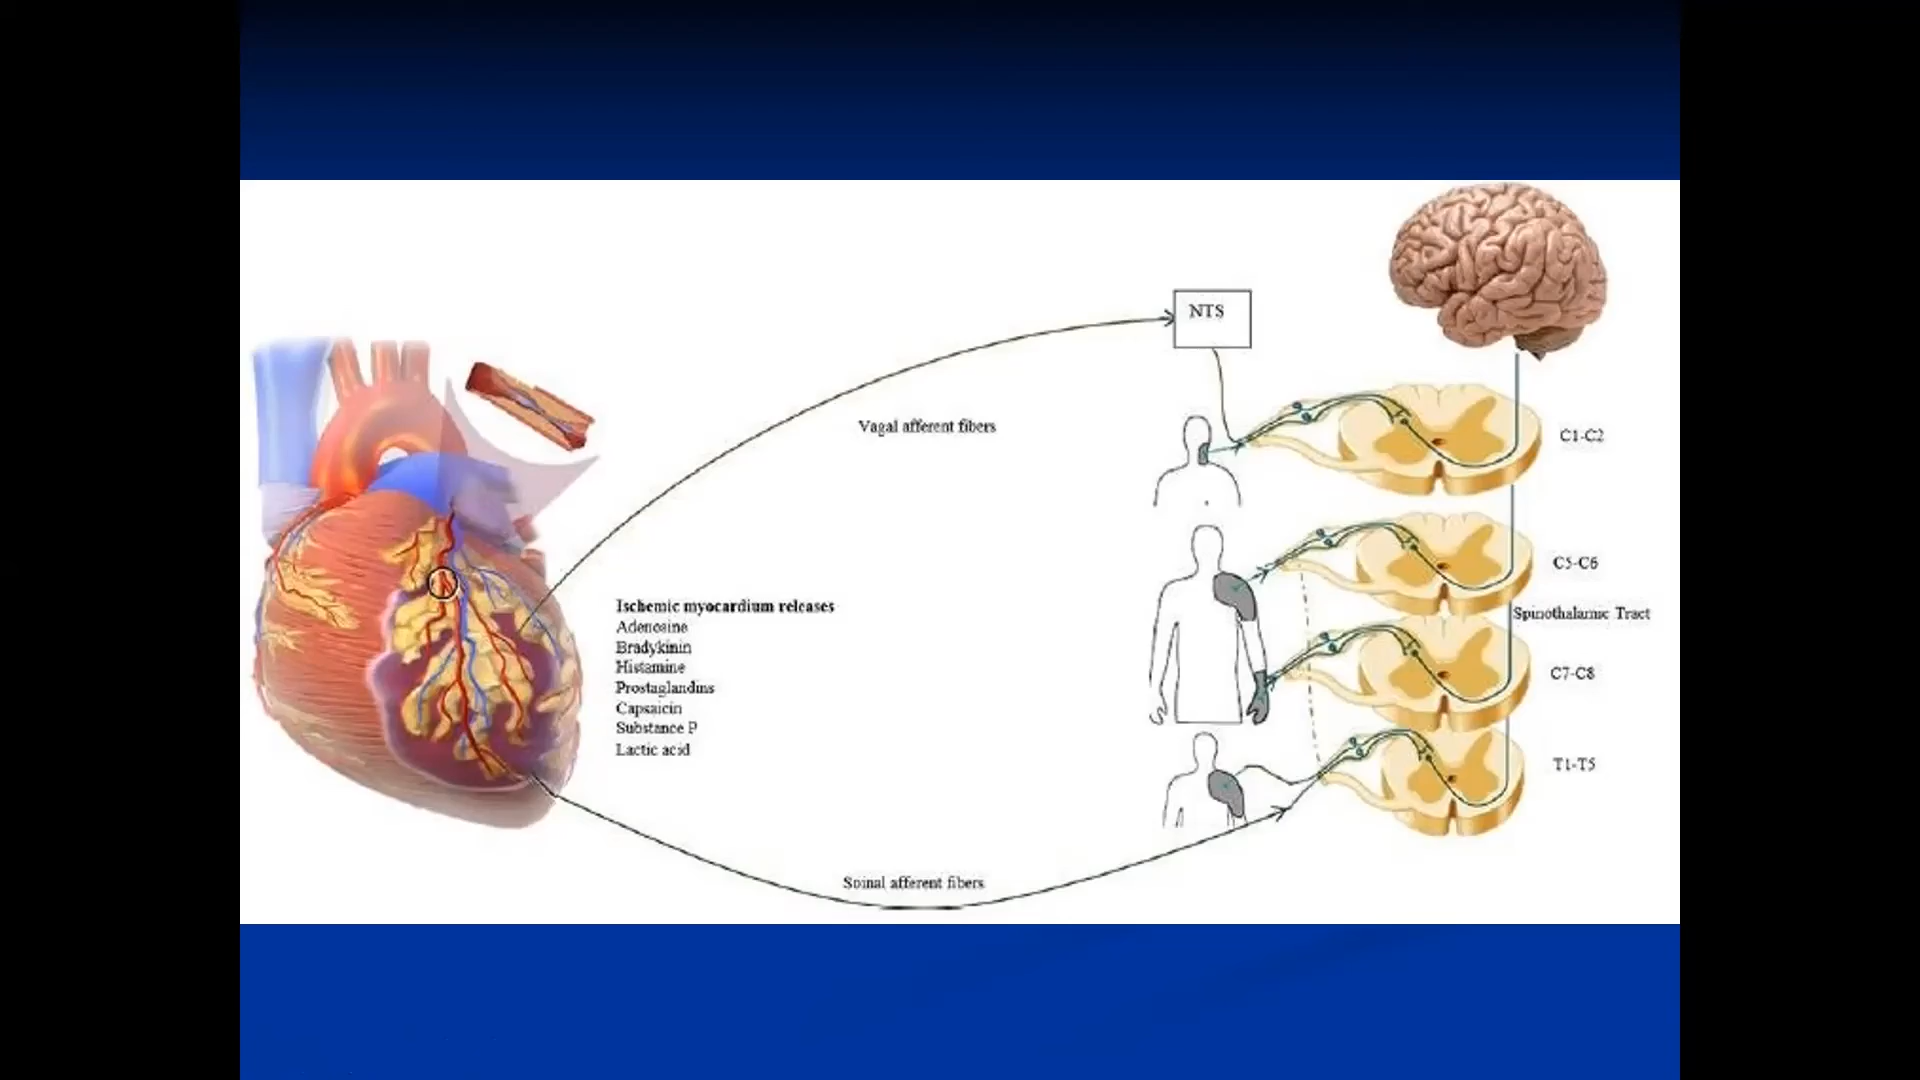 NTS
Vagal afferent fibers
C1-C2
C5-C6
Ischemic myocardium releases
Adenosine
Bradykinin
Histamine
Prostaglandins
Capsaicin
Substance P
Lactic acid
Spinothalamic Tract
C7-C8
T1-T5
Soinal afferent fibers